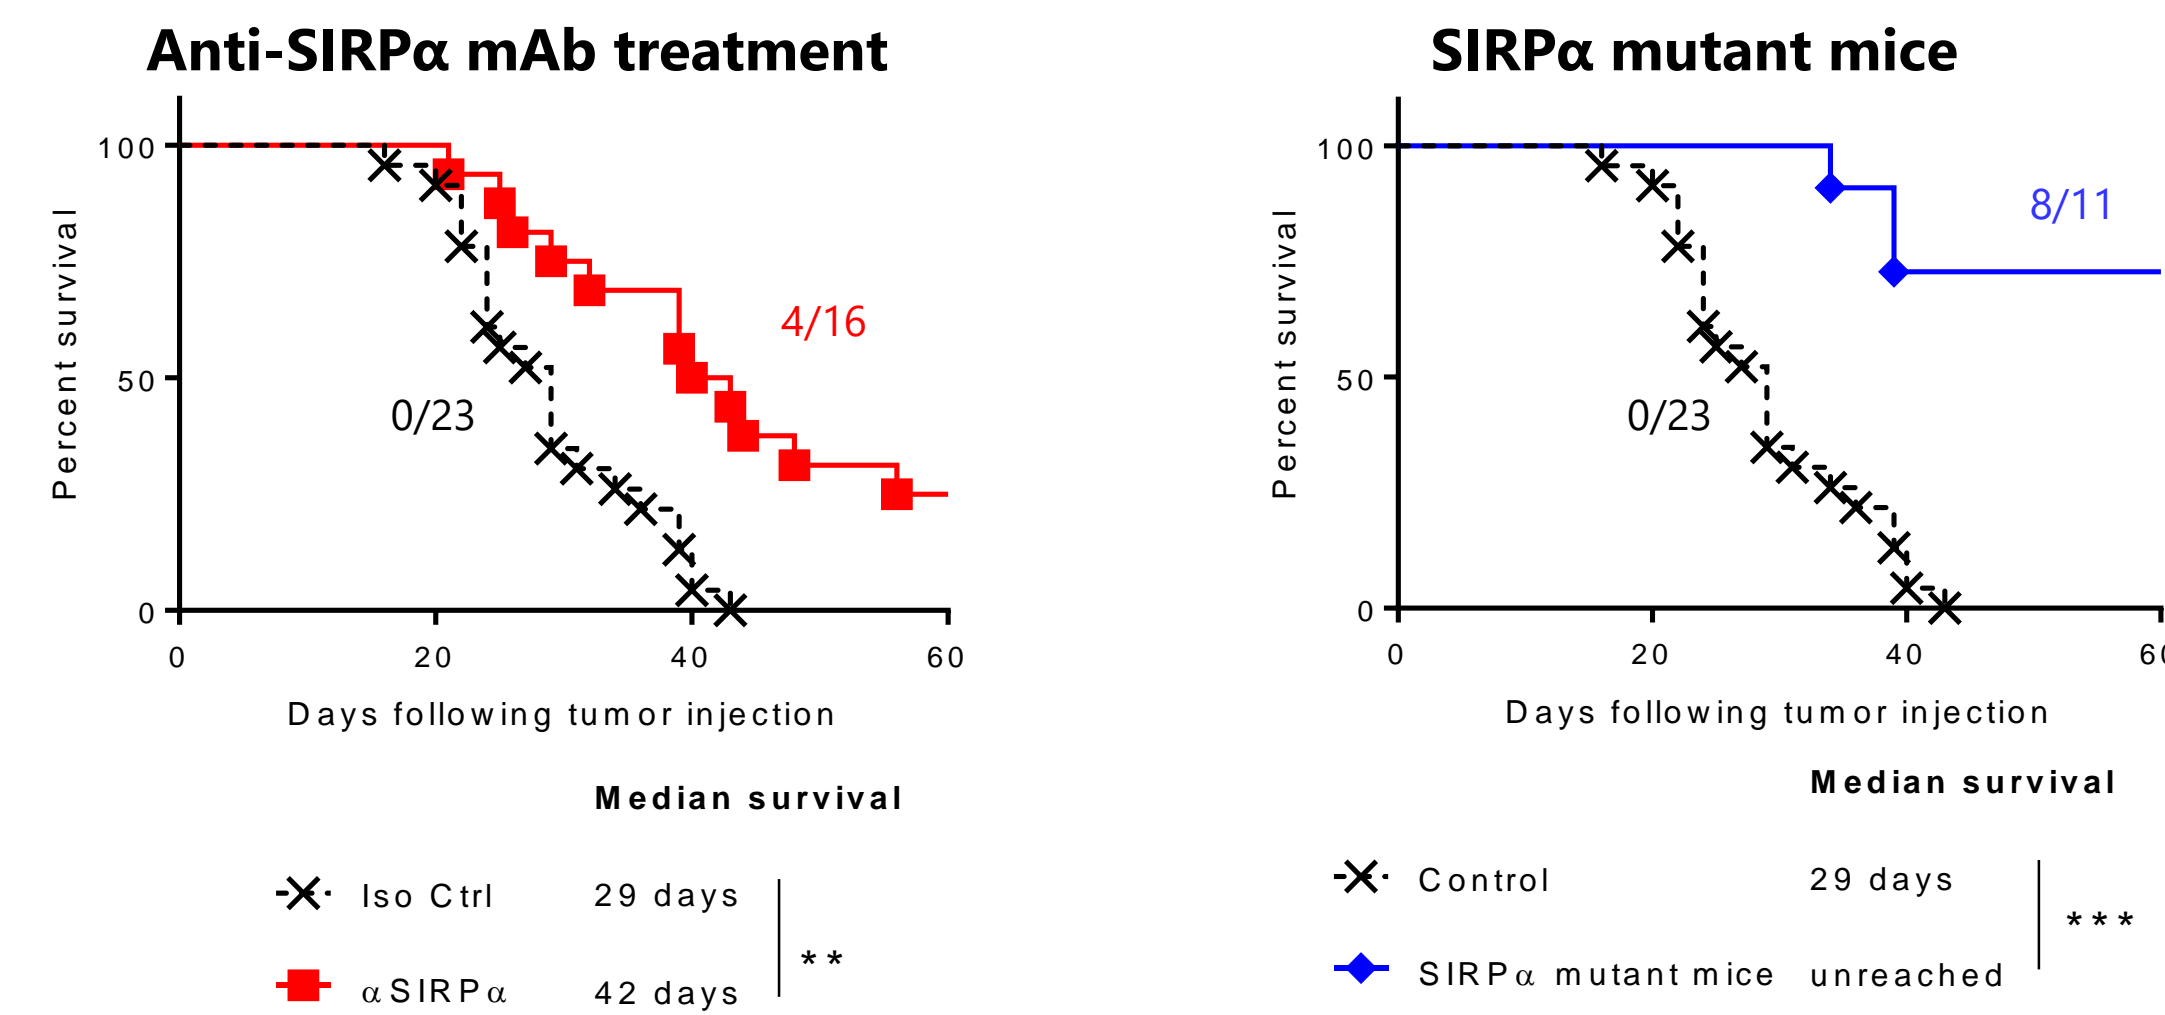 Anti-SIRPα mAb treatment
100
50
0
Percent survival
4/16
0/23
0 20 40 60
Days following tumor injection
Median survival
Iso Ctrl 29 days
**
αSIRPα 42 days
SIRPα mutant mice
100
50
0
Percent survival
8/11
0/23
0 20 40 60
Days following tumor injection
Median survival
Control 29 days
***
SIRPα mutant mice unreached